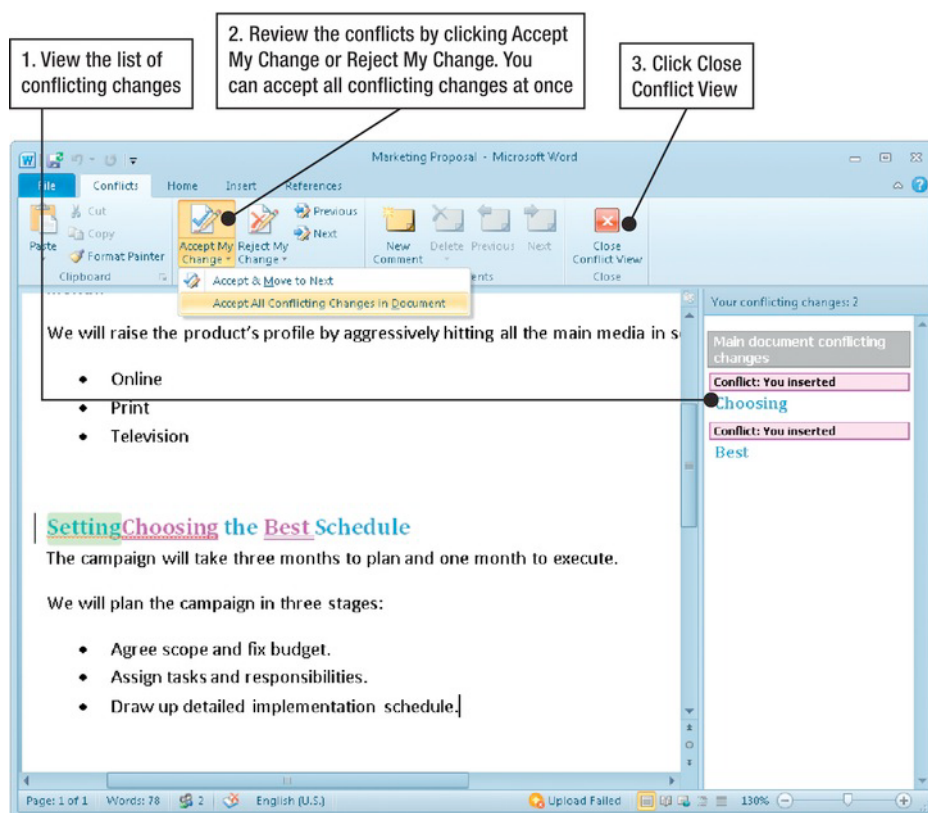 1. View the list of
conflicting changes
2. Review the conflicts by clicking Accept
My Change or Reject My Change. You
can accept all conflicting changes at once
3. Click Close
Conflict View
Marketing Proposal - Microsoft Word
File Conflicts Home Insert References
Paste
Cut
Copy
Format Painter
Clipboard
Accept My
Change
Reject My
Change
Previous
Next
New
Comment
Delete Previous Next
Close
Conflict View
Close
Accept & Move to Next
Accept All Conflicting Changes in Document
We will raise the product's profile by aggressively hitting all the main media in
• Online
• Print
• Television
SettingChoosing the Best Schedule
The campaign will take three months to plan and one month to execute.
We will plan the campaign in three stages:
• Agree scope and fix budget.
• Assign tasks and responsibilities.
• Draw up detailed implementation schedule.
Your conflicting changes: 2
Main document conflicting
changes
Conflict: You inserted
Choosing
Conflict: You inserted
Best
Page: 1 of 1 Words: 78 2 English (U.S.) Upload Failed 130%